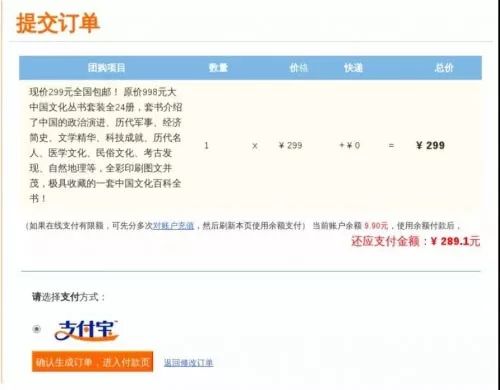 提交订单
团购项目 数量 价格 快递 总价
现价299元全国包邮！ 原价998元大
中国文化丛书套装全24册，套书介绍
了中国的政治演进、历代军事、经济
简史、文学精华、科技成就、历代名
人、医学文化、民俗文化、考古发
现、自然地理等，全彩印刷图文并
茂，极具收藏的一套中国文化百科全
书！
1 x ¥ 299 + ¥ 0 = ¥ 299
（如果在线支付有限额，可先分多次对账户充值，然后刷新本页使用余额支付） 当前账户余额 9.90元，使用余额付款后，
还应支付金额：¥ 289.1元
请选择支付方式：
支付宝
确认生成订单，进入付款页 返回修改订单